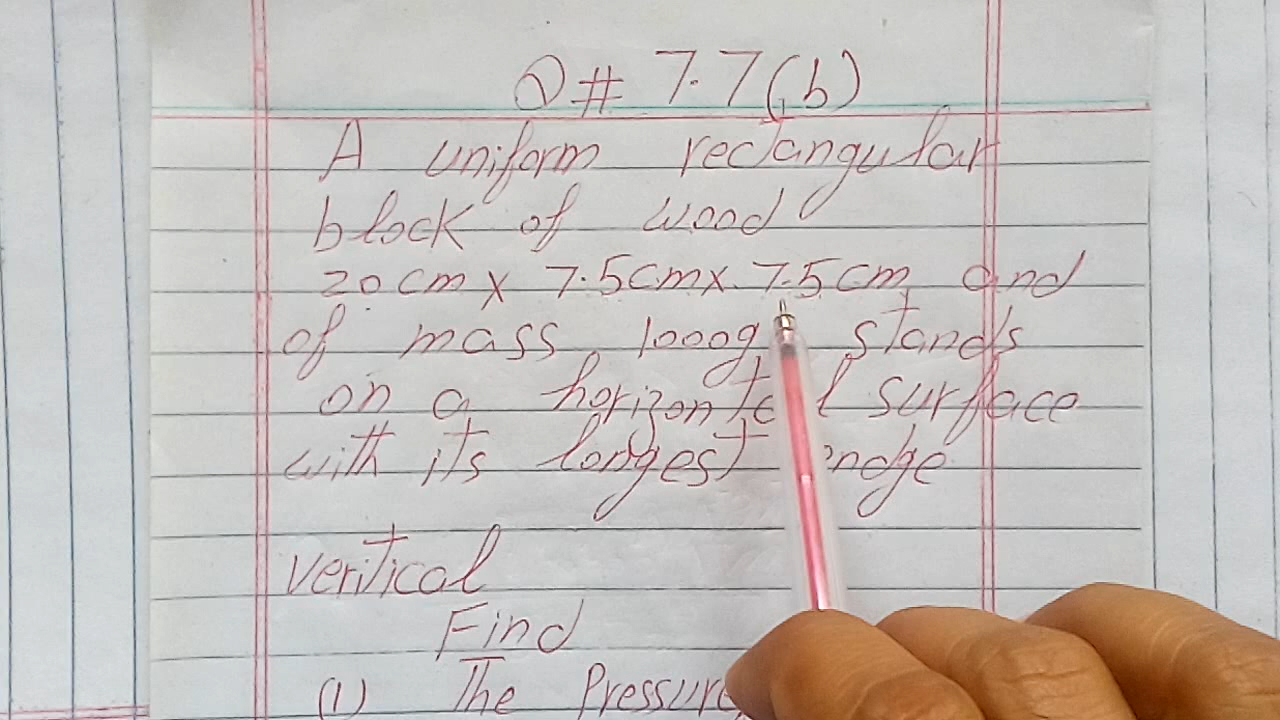 Q # 7.7(b)
A uniform rectangular
block of wood
20cm x 7.5cm x 7.5cm and
of mass 1000g stands
on a horizontal surface
with its longest endge
veritical
Find
(1) The Pressure